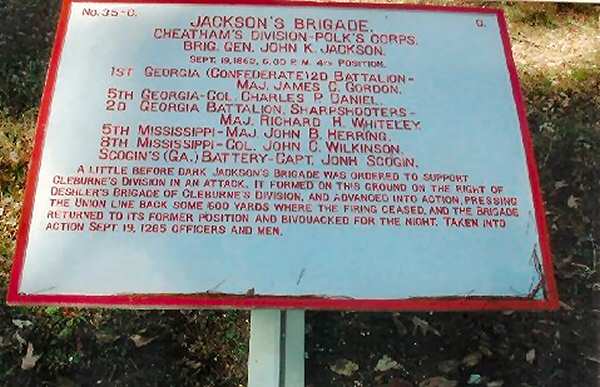 No. 35-C. G.
JACKSON'S BRIGADE.
CHEATHAM'S DIVISION-POLK'S CORPS.
BRIG. GEN. JOHN K. JACKSON.
SEPT. 19, 1863, 6.00 P.M. 4TH POSITION.
1ST GEORGIA (CONFEDERATE) 2D BATTALION-
MAJ. JAMES C. GORDON.
5TH GEORGIA-COL. CHARLES P. DANIEL.
2D GEORGIA BATTALION, SHARPSHOOTERS-
MAJ. RICHARD H. WHITELEY.
5TH MISSISSIPPI-MAJ. JOHN B. HERRING.
8TH MISSISSIPPI-COL. JOHN C. WILKINSON.
SCOGIN'S (GA.) BATTERY-CAPT. JONH SCOGIN.
A LITTLE BEFORE DARK JACKSON'S BRIGADE WAS ORDERED TO SUPPORT
CLEBURNE'S DIVISION IN AN ATTACK. IT FORMED ON THIS GROUND ON THE RIGHT OF
DESHLER'S BRIGADE OF CLEBURNE'S DIVISION, AND ADVANCED INTO ACTION, PRESSING
THE UNION LINE BACK SOME 600 YARDS WHERE THE FIRING CEASED, AND THE BRIGADE
RETURNED TO ITS FORMER POSITION AND BIVOUACKED FOR THE NIGHT. TAKEN INTO
ACTION SEPT. 19, 1285 OFFICERS AND MEN.